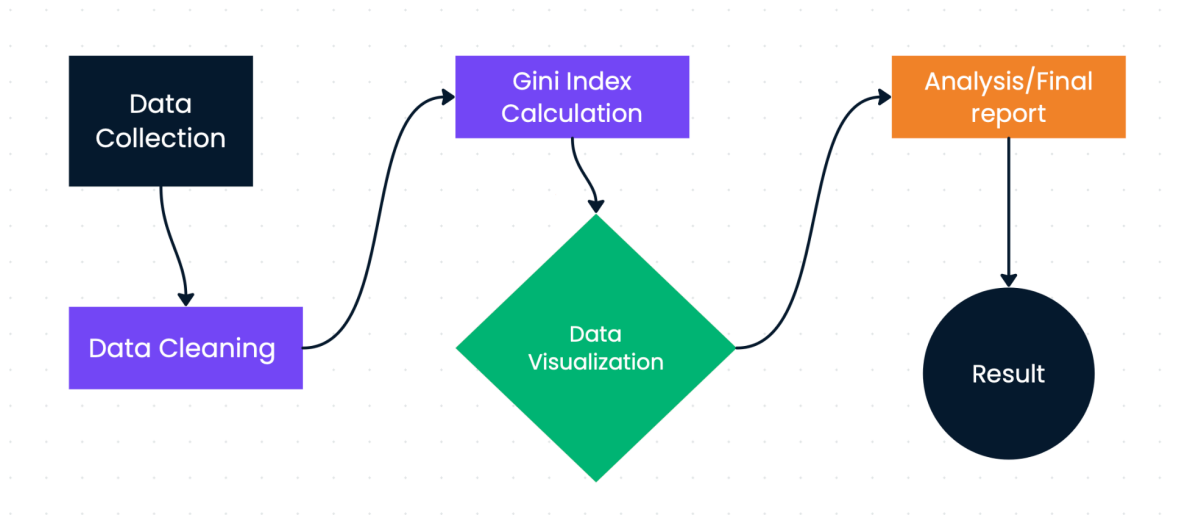 Data
Collection
Data Cleaning
Gini Index
Calculation
Data
Visualization
Analysis/Final
report
Result